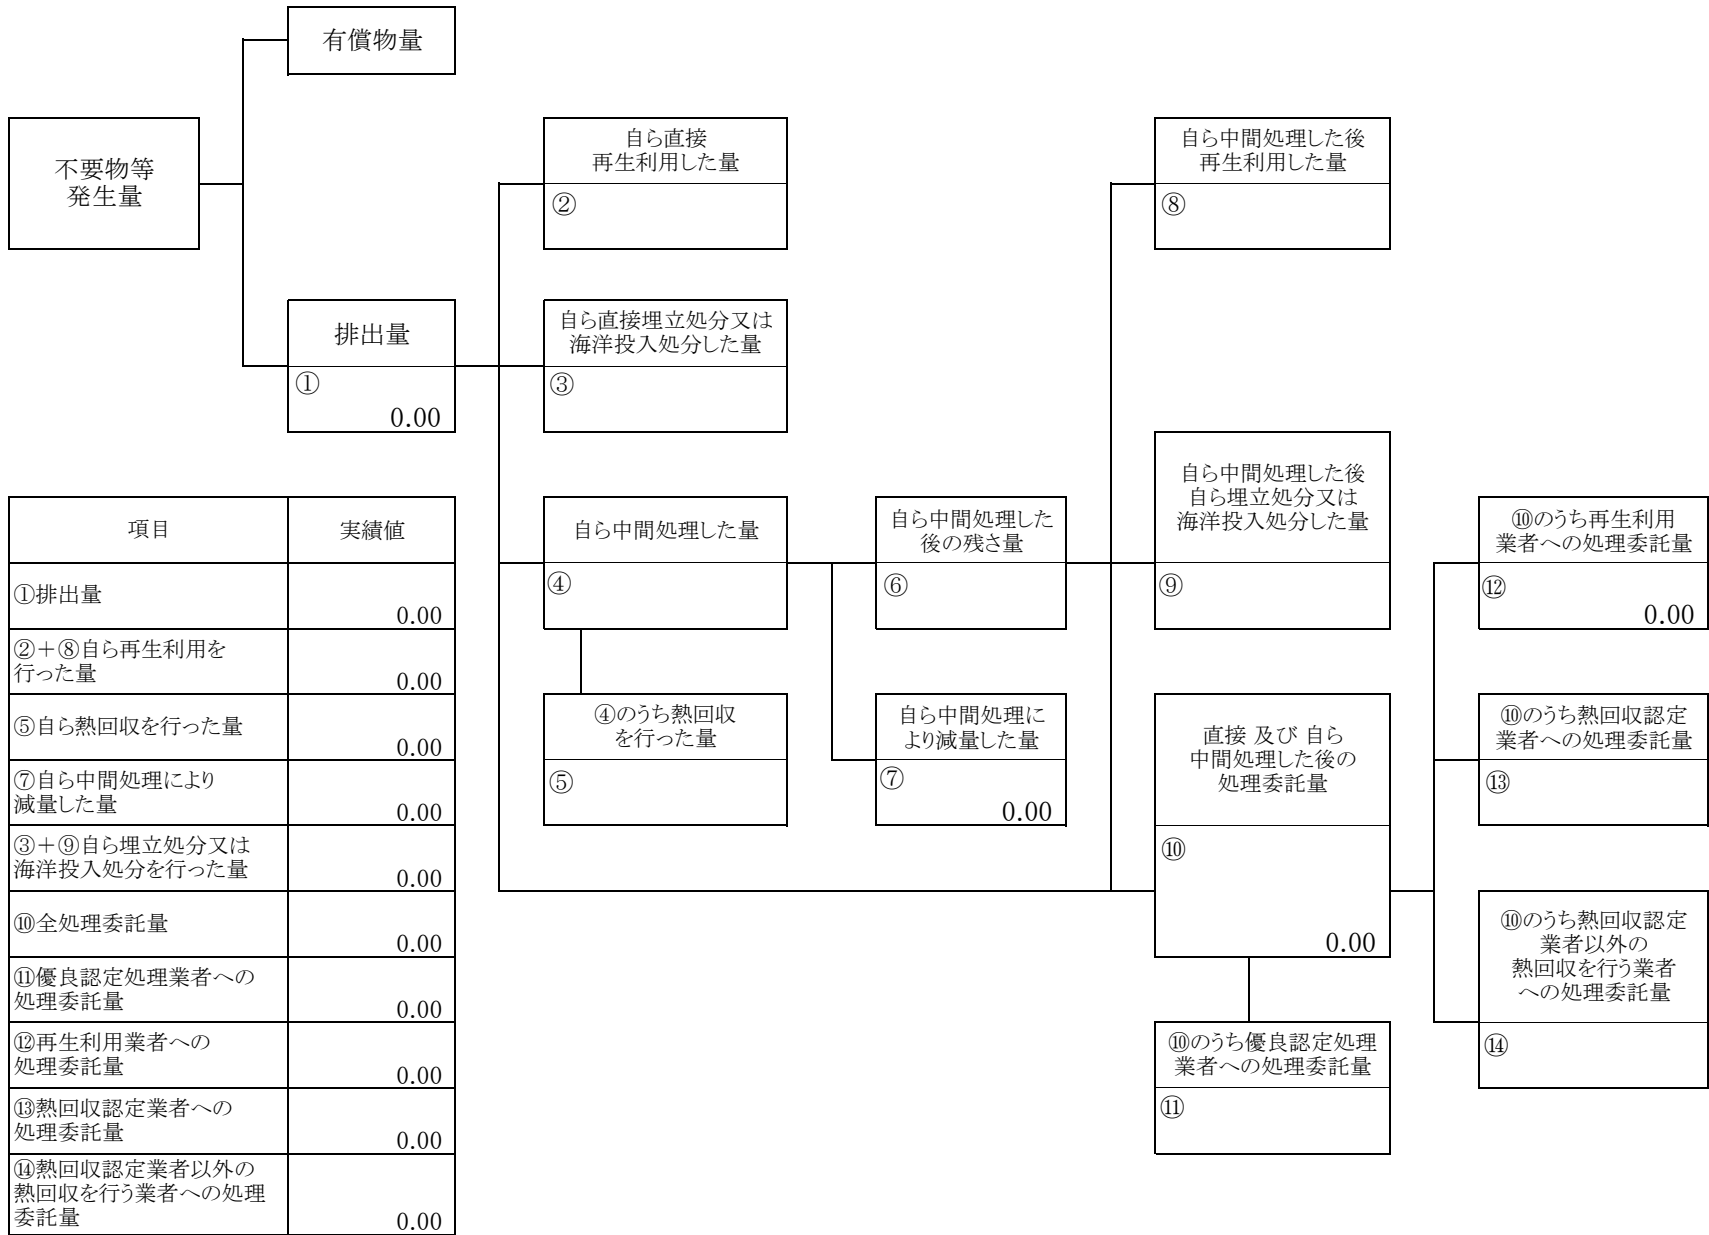 有償物量
不要物等
発生量
自ら直接
再生利用した量
②
自ら中間処理した後
再生利用した量
⑧
排出量
①
0.00
自ら直接埋立処分又は
海洋投入処分した量
③
自ら中間処理した量
④
自ら中間処理した
後の残さ量
⑥
自ら中間処理した後
自ら埋立処分又は
海洋投入処分した量
⑨
⑩のうち再生利用
業者への処理委託量
⑫
0.00
④のうち熱回収
を行った量
⑤
自ら中間処理に
より減量した量
⑦
0.00
直接 及び 自ら
中間処理した後の
処理委託量
⑩
0.00
⑩のうち熱回収認定
業者への処理委託量
⑬
⑩のうち熱回収認定
業者以外の
熱回収を行う業者
への処理委託量
⑭
⑩のうち優良認定処理
業者への処理委託量
⑪
項目 実績値
①排出量
0.00
②＋⑧自ら再生利用を
行った量
0.00
⑤自ら熱回収を行った量
0.00
⑦自ら中間処理により
減量した量
0.00
③＋⑨自ら埋立処分又は
海洋投入処分を行った量
0.00
⑩全処理委託量
0.00
⑪優良認定処理業者への
処理委託量
0.00
⑫再生利用業者への
処理委託量
0.00
⑬熱回収認定業者への
処理委託量
0.00
⑭熱回収認定業者以外の
熱回収を行う業者への処理
委託量
0.00